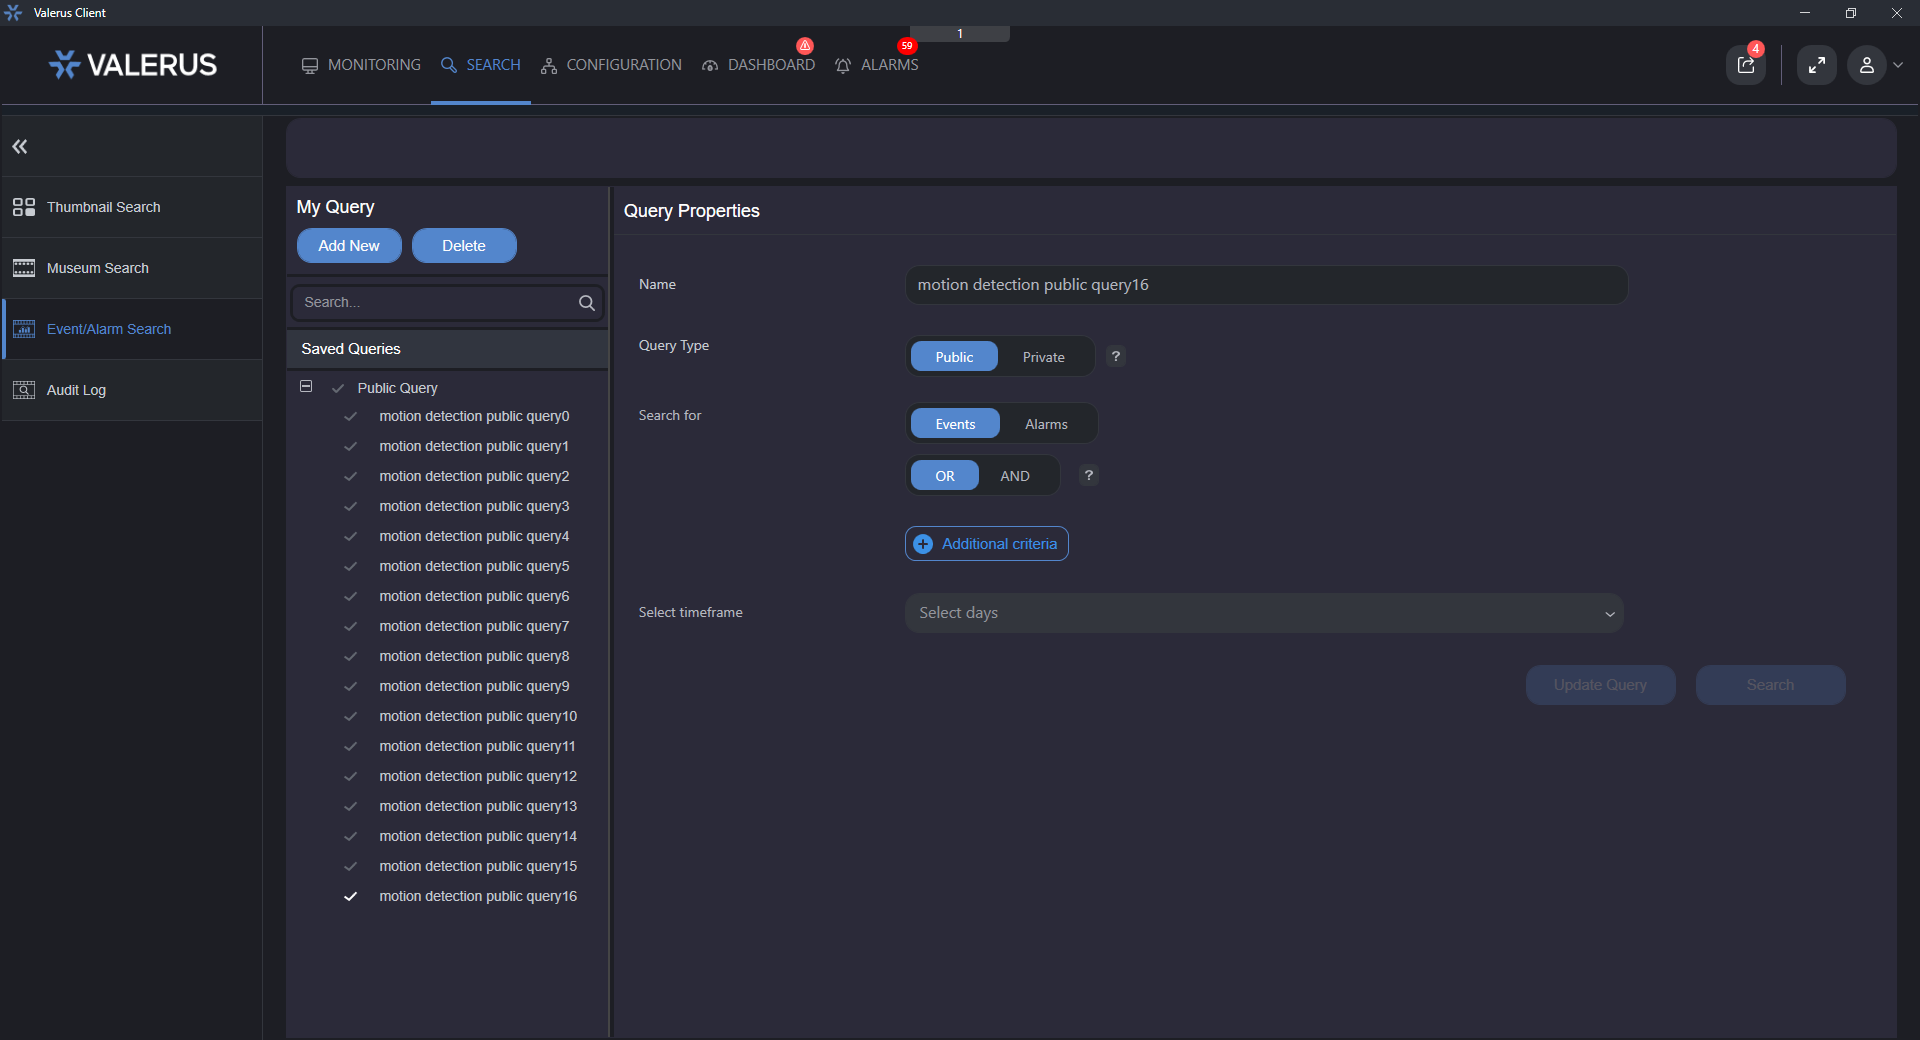 Valerus Client
1
VALERUS
MONITORING
SEARCH
CONFIGURATION
DASHBOARD
59
ALARMS
4
Thumbnail Search
Museum Search
Event/Alarm Search
Audit Log
My Query
Add New
Delete
Search...
Saved Queries
Public Query
motion detection public query0
motion detection public query1
motion detection public query2
motion detection public query3
motion detection public query4
motion detection public query5
motion detection public query6
motion detection public query7
motion detection public query8
motion detection public query9
motion detection public query10
motion detection public query11
motion detection public query12
motion detection public query13
motion detection public query14
motion detection public query15
motion detection public query16
Query Properties
Name
motion detection public query16
Query Type
Public
Private
?
Search for
Events
Alarms
OR
AND
?
Additional criteria
Select timeframe
Select days
Update Query
Search